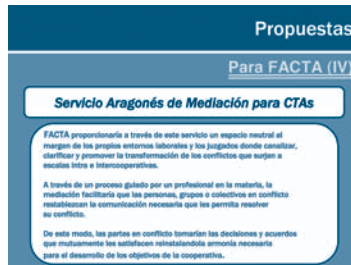 Propuestas
Para FACTA (IV)
Servicio Aragonés de Mediación para CTAs
FACTA proporcionaría a través de este servicio un espacio neutral al
margen de los propios entornos laborales y los juzgados donde canalizar,
clarificar y promover la transformación de los conflictos que surjan a
escalas intra e intercooperativas.
A través de un proceso guiado por un profesional en la materia, la
mediación facilitaría que las personas, grupos o colectivos en conflicto
restablezcan la comunicación necesaria que les permita resolver
su conflicto.
De este modo, las partes en conflicto tomarían las decisiones y acuerdos
que mutuamente les satisfacen reinstalandola armonía necesaria
para el desarrollo de los objetivos de la cooperativa.